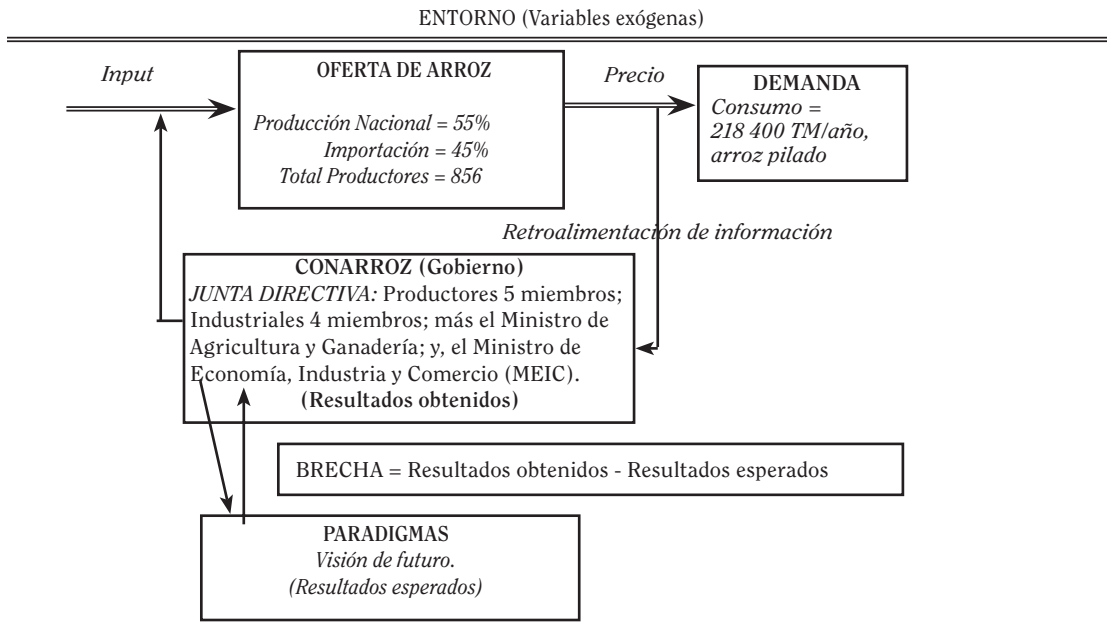 ENTORNO (Variables exógenas)
Input
OFERTA DE ARROZ
Producción Nacional = 55%
Importación = 45%
Total Productores = 856
Precio
DEMANDA
Consumo =
218 400 TM/año,
arroz pilado
Retroalimentación de información
CONARROZ (Gobierno)
JUNTA DIRECTIVA: Productores 5 miembros;
Industriales 4 miembros; más el Ministro de
Agricultura y Ganadería; y, el Ministro de
Economía, Industria y Comercio (MEIC).
(Resultados obtenidos)
BRECHA = Resultados obtenidos - Resultados esperados
PARADIGMAS
Visión de futuro.
(Resultados esperados)